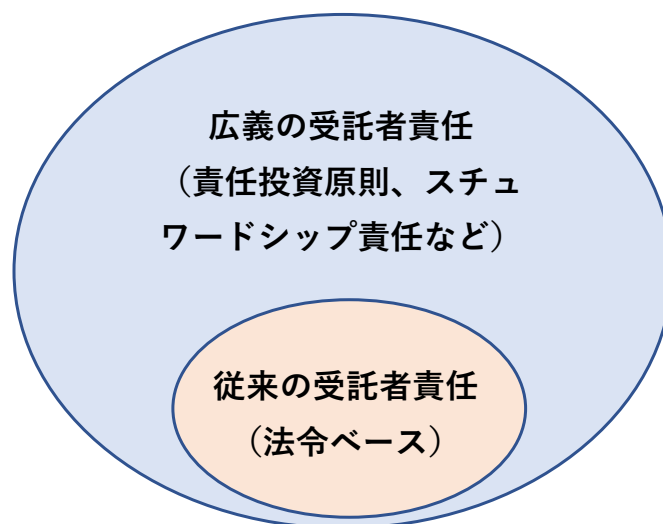 広義の受託者責任
（責任投資原則、スチュ
ワードシップ責任など）
従来の受託者責任
（法令ベース）